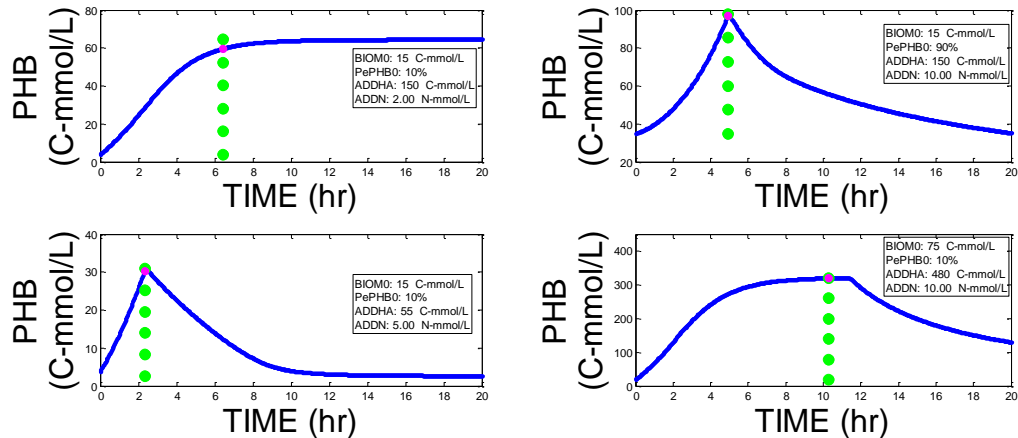 PHB
(C-mmol/L)
80
60
40
20
0
BIOM0: 15 C-mmol/L
PePHB0: 10%
ADDHA: 150 C-mmol/L
ADDN: 2.00 N-mmol/L
0 2 4 6 8 10 12 14 16 18 20
TIME (hr)
PHB
(C-mmol/L)
100
80
60
40
20
BIOM0: 15 C-mmol/L
PePHB0: 90%
ADDHA: 150 C-mmol/L
ADDN: 10.00 N-mmol/L
0 2 4 6 8 10 12 14 16 18 20
TIME (hr)
PHB
(C-mmol/L)
40
30
20
10
0
BIOM0: 15 C-mmol/L
PePHB0: 10%
ADDHA: 55 C-mmol/L
ADDN: 5.00 N-mmol/L
0 2 4 6 8 10 12 14 16 18 20
TIME (hr)
PHB
(C-mmol/L)
400
300
200
100
0
BIOM0: 75 C-mmol/L
PePHB0: 10%
ADDHA: 480 C-mmol/L
ADDN: 10.00 N-mmol/L
0 2 4 6 8 10 12 14 16 18 20
TIME (hr)